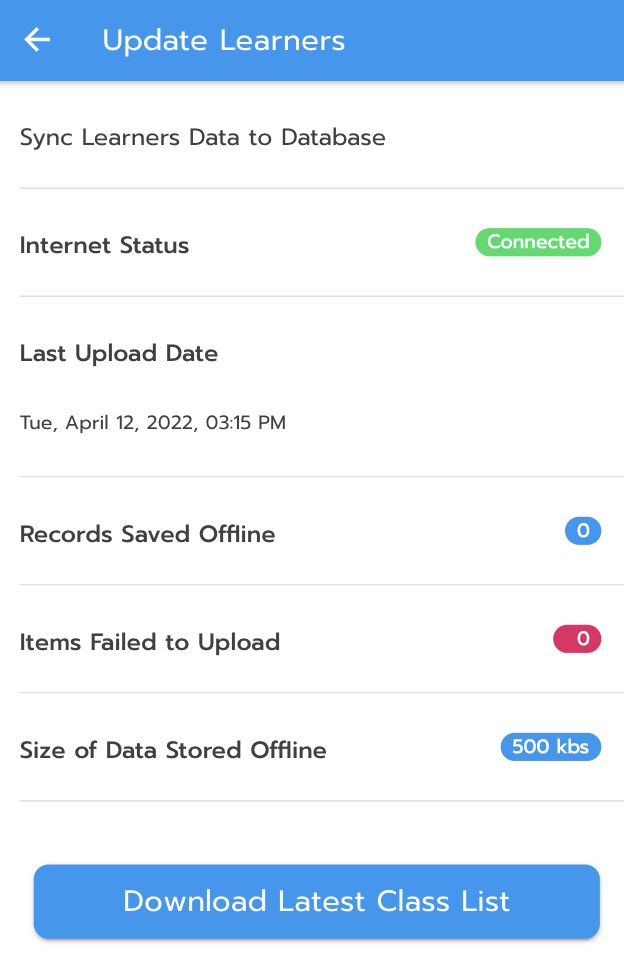 Update Learners
Sync Learners Data to Database
Internet Status
Connected
Last Upload Date
Tue, April 12, 2022, 03:15 PM
Records Saved Offline
0
Items Failed to Upload
0
Size of Data Stored Offline
500 kbs
Download Latest Class List